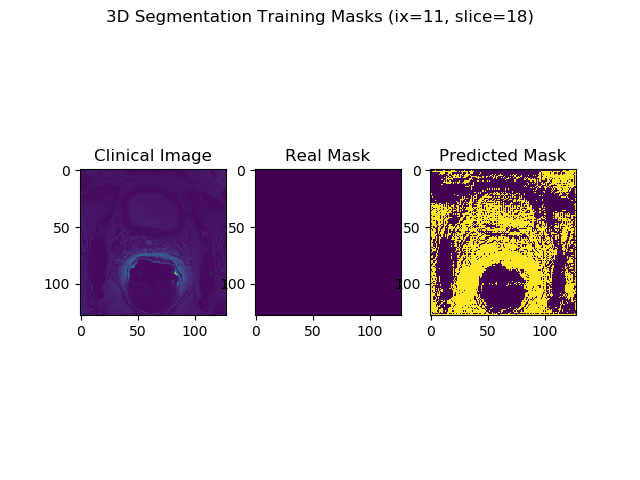 3D Segmentation Training Masks (ix=11, slice=18)
Clinical Image Real Mask Predicted Mask
0 0 0
50 50 50
100 100 100
0 50 100 0 50 100 0 50 100